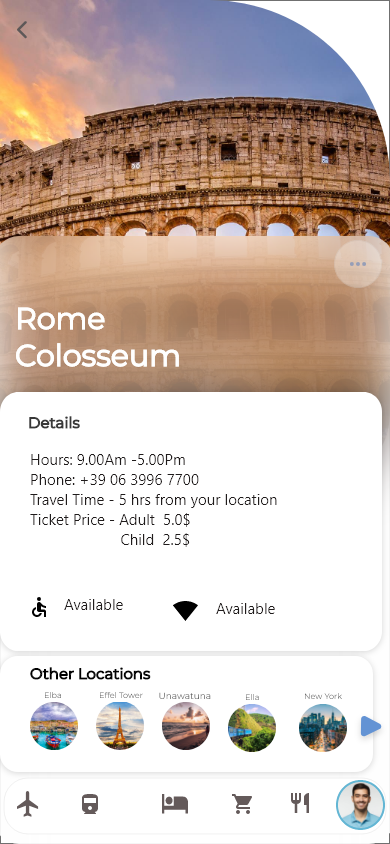 Rome
Colosseum
Details
Hours: 9.00Am -5.00Pm
Phone: +39 06 3996 7700
Travel Time - 5 hrs from your location
Ticket Price - Adult 5.0$
Child 2.5$
Available
Available
Other Locations
Elba
Effel Tower
Unawatuna
Ella
New York